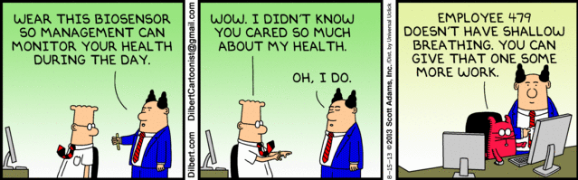 WEAR THIS BIOSENSOR
SO MANAGEMENT CAN
MONITOR YOUR HEALTH
DURING THE DAY.
Dilbert.com DilbertCartoonist@gmail.com
WOW. I DIDN'T KNOW
YOU CARED SO MUCH
ABOUT MY HEALTH.
OH, I DO.
8-15-13 ©2013 Scott Adams, Inc. /Dist. by Universal Uclick
EMPLOYEE 479
DOESN'T HAVE SHALLOW
BREATHING. YOU CAN
GIVE THAT ONE SOME
MORE WORK.